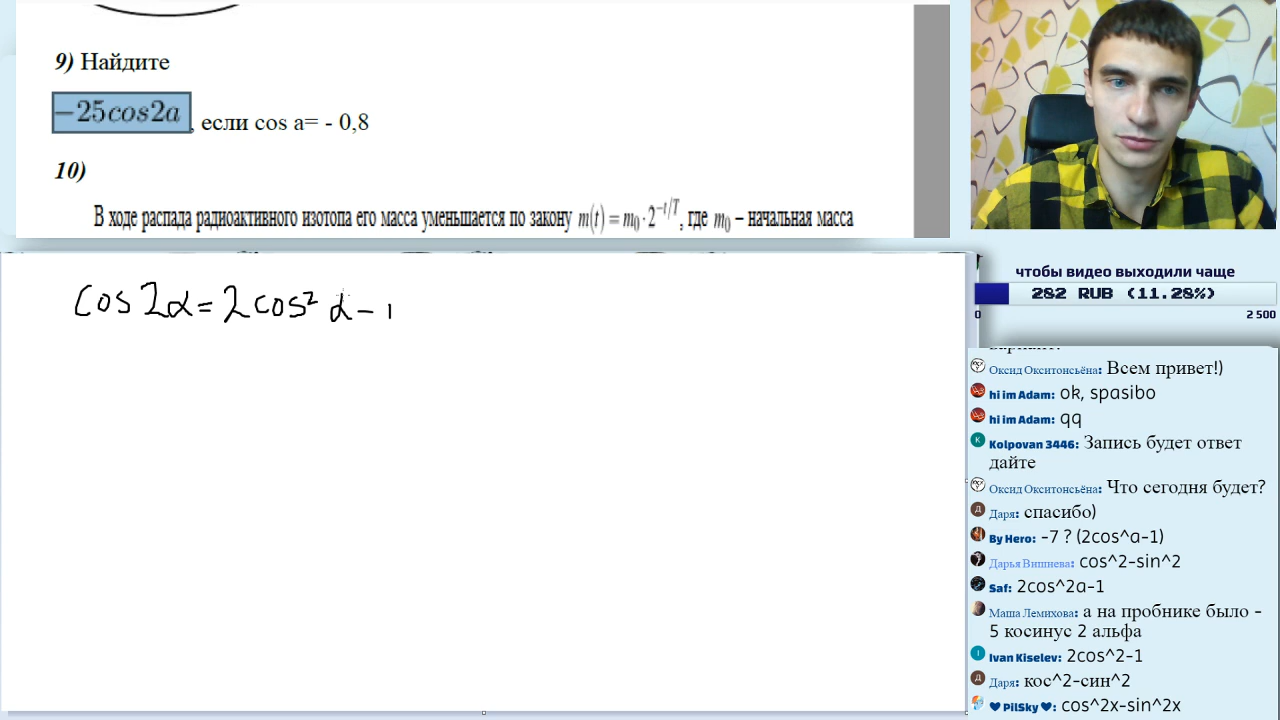 9) Найдите
−25cos2a, если cos a= - 0,8
10)
В ходе распада радиоактивного изотопа его масса уменьшается по закону m(t) = m₀ · 2^(−t/T), где m₀ – начальная масса
cos 2α = 2 cos² α − 1
чтобы видео выходили чаще
282 RUB (11.28%)
0 2 500
Оксид Окситонсьёна: Всем привет!)
hi im Adam: ok, spasibo
hi im Adam: qq
Kolpovan 3446: Запись будет ответ
дайте
Оксид Окситонсьёна: Что сегодня будет?
Даря: спасибо)
By Hero: -7 ? (2cos^a-1)
Дарья Вишнева: cos^2-sin^2
Saf: 2cos^2a-1
Маша Лемихова: а на пробнике было -
5 косинус 2 альфа
Ivan Kiselev: 2cos^2-1
Даря: кос^2-син^2
♥ PilSky ♥: cos^2x-sin^2x